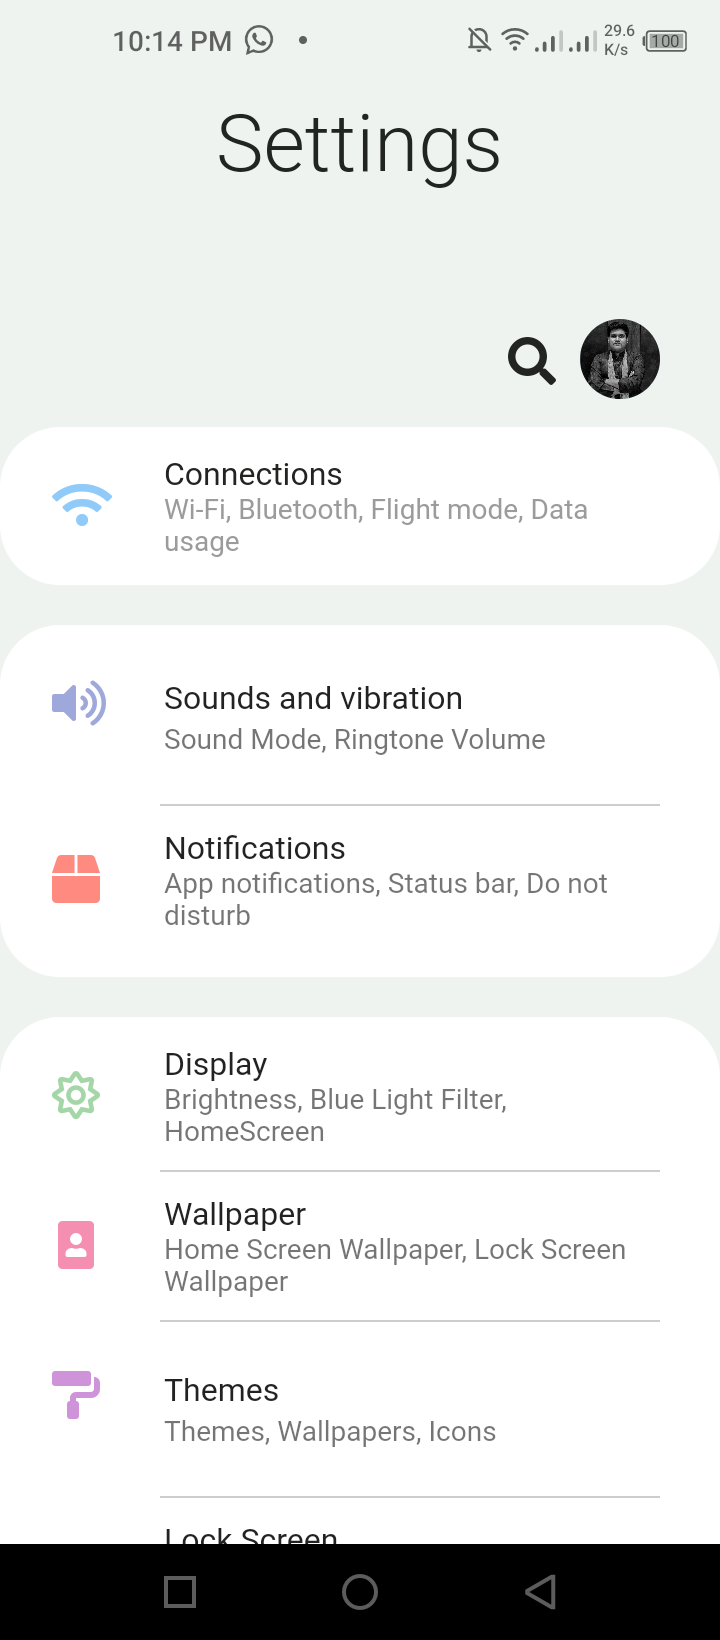 10:14 PM
29.6
K/s
100
Settings
Connections
Wi-Fi, Bluetooth, Flight mode, Data
usage
Sounds and vibration
Sound Mode, Ringtone Volume
Notifications
App notifications, Status bar, Do not
disturb
Display
Brightness, Blue Light Filter,
HomeScreen
Wallpaper
Home Screen Wallpaper, Lock Screen
Wallpaper
Themes
Themes, Wallpapers, Icons
Lock Screen